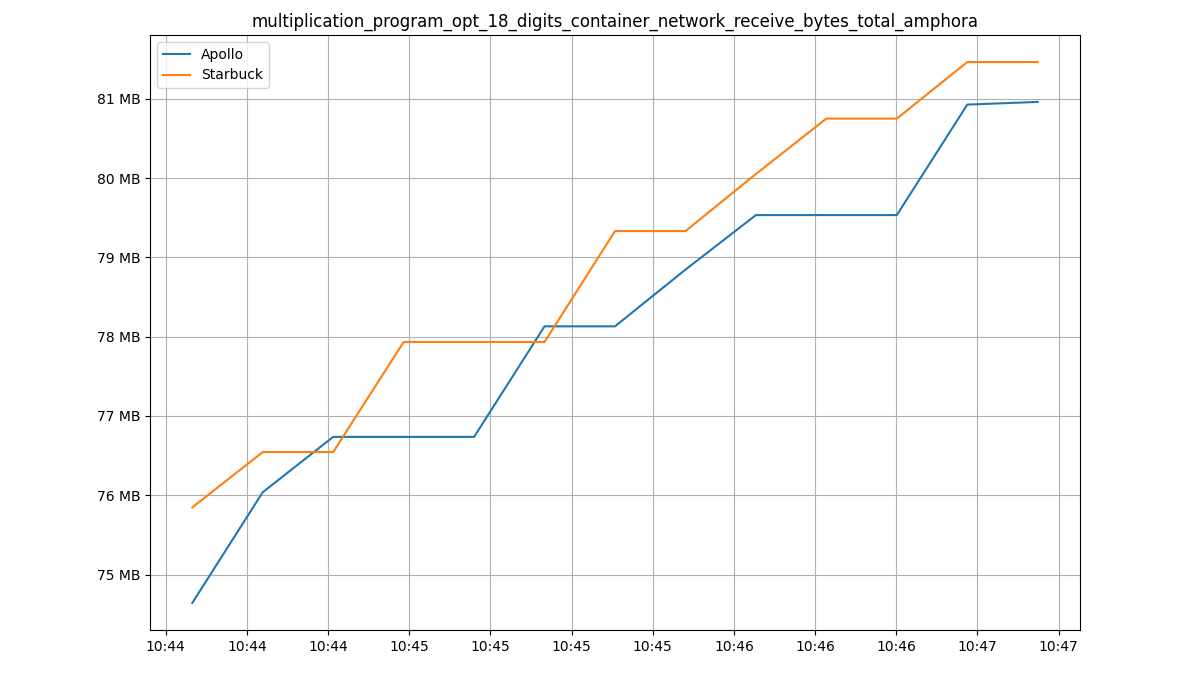 multiplication_program_opt_18_digits_container_network_receive_bytes_total_amphora
Apollo
Starbuck
81 MB
80 MB
79 MB
78 MB
77 MB
76 MB
75 MB
10:44 10:44 10:44 10:45 10:45 10:45 10:45 10:46 10:46 10:46 10:47 10:47